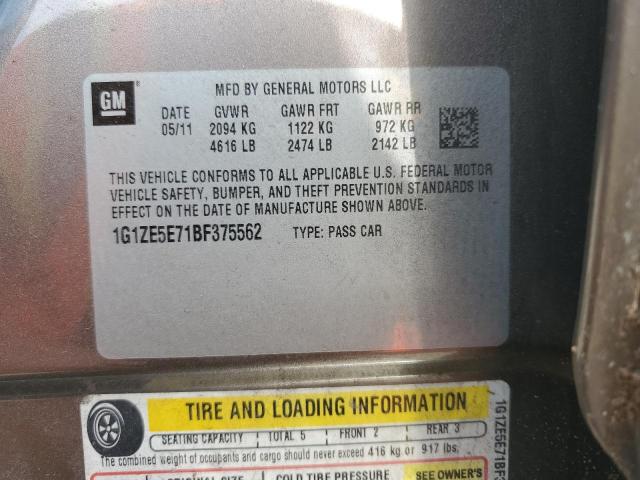 GM ®
MFD BY GENERAL MOTORS LLC
DATE GVWR GAWR FRT GAWR RR
05/11 2094 KG 1122 KG 972 KG
4616 LB 2474 LB 2142 LB
THIS VEHICLE CONFORMS TO ALL APPLICABLE U.S. FEDERAL MOTOR
VEHICLE SAFETY, BUMPER, AND THEFT PREVENTION STANDARDS IN
EFFECT ON THE DATE OF MANUFACTURE SHOWN ABOVE.
1G1ZE5E71BF375562 TYPE: PASS CAR
TIRE AND LOADING INFORMATION
SEATING CAPACITY TOTAL 5 FRONT 2 REAR 3
The combined weight of occupants and cargo should never exceed 416 kg or 917 lbs.
COLD TIRE PRESSURE SEE OWNER'S
1G1ZE5E71BF3